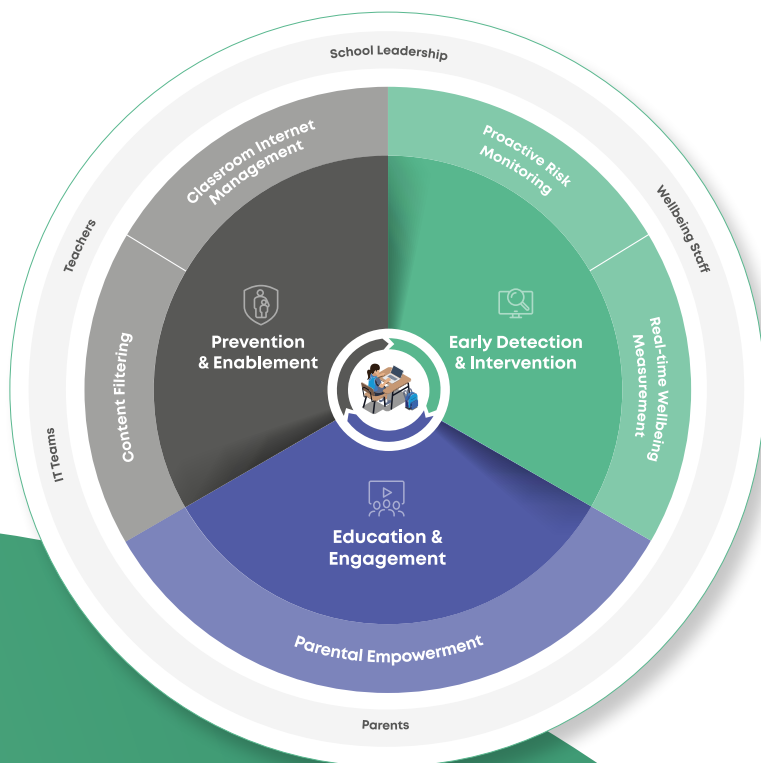 School Leadership
Classroom Internet
Management
Proactive Risk
Monitoring
Teachers
Wellbeing Staff
Prevention
& Enablement
Early Detection
& Intervention
Content Filtering
Real-time Wellbeing
Measurement
IT Teams
Education &
Engagement
Parental Empowerment
Parents